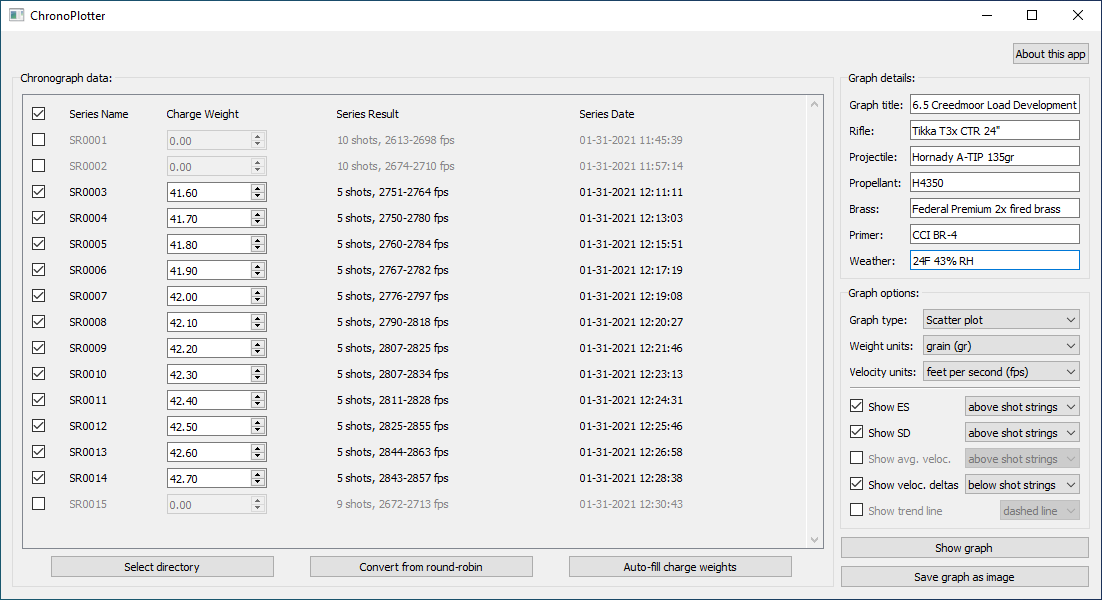 ChronoPlotter
About this app
Chronograph data:
Series Name Charge Weight Series Result Series Date
SR0001 0.00 10 shots, 2613-2698 fps 01-31-2021 11:45:39
SR0002 0.00 10 shots, 2674-2710 fps 01-31-2021 11:57:14
SR0003 41.60 5 shots, 2751-2764 fps 01-31-2021 12:11:11
SR0004 41.70 5 shots, 2750-2780 fps 01-31-2021 12:13:03
SR0005 41.80 5 shots, 2760-2784 fps 01-31-2021 12:15:51
SR0006 41.90 5 shots, 2767-2782 fps 01-31-2021 12:17:19
SR0007 42.00 5 shots, 2776-2797 fps 01-31-2021 12:19:08
SR0008 42.10 5 shots, 2790-2818 fps 01-31-2021 12:20:27
SR0009 42.20 5 shots, 2807-2825 fps 01-31-2021 12:21:46
SR0010 42.30 5 shots, 2807-2834 fps 01-31-2021 12:23:13
SR0011 42.40 5 shots, 2811-2828 fps 01-31-2021 12:24:31
SR0012 42.50 5 shots, 2825-2855 fps 01-31-2021 12:25:46
SR0013 42.60 5 shots, 2844-2863 fps 01-31-2021 12:26:58
SR0014 42.70 5 shots, 2843-2857 fps 01-31-2021 12:28:38
SR0015 0.00 9 shots, 2672-2713 fps 01-31-2021 12:30:43
Select directory Convert from round-robin Auto-fill charge weights
Graph details:
Graph title: 6.5 Creedmoor Load Development
Rifle: Tikka T3x CTR 24"
Projectile: Hornady A-TIP 135gr
Propellant: H4350
Brass: Federal Premium 2x fired brass
Primer: CCI BR-4
Weather: 24F 43% RH
Graph options:
Graph type: Scatter plot
Weight units: grain (gr)
Velocity units: feet per second (fps)
Show ES above shot strings
Show SD above shot strings
Show avg. veloc. above shot strings
Show veloc. deltas below shot strings
Show trend line dashed line
Show graph
Save graph as image